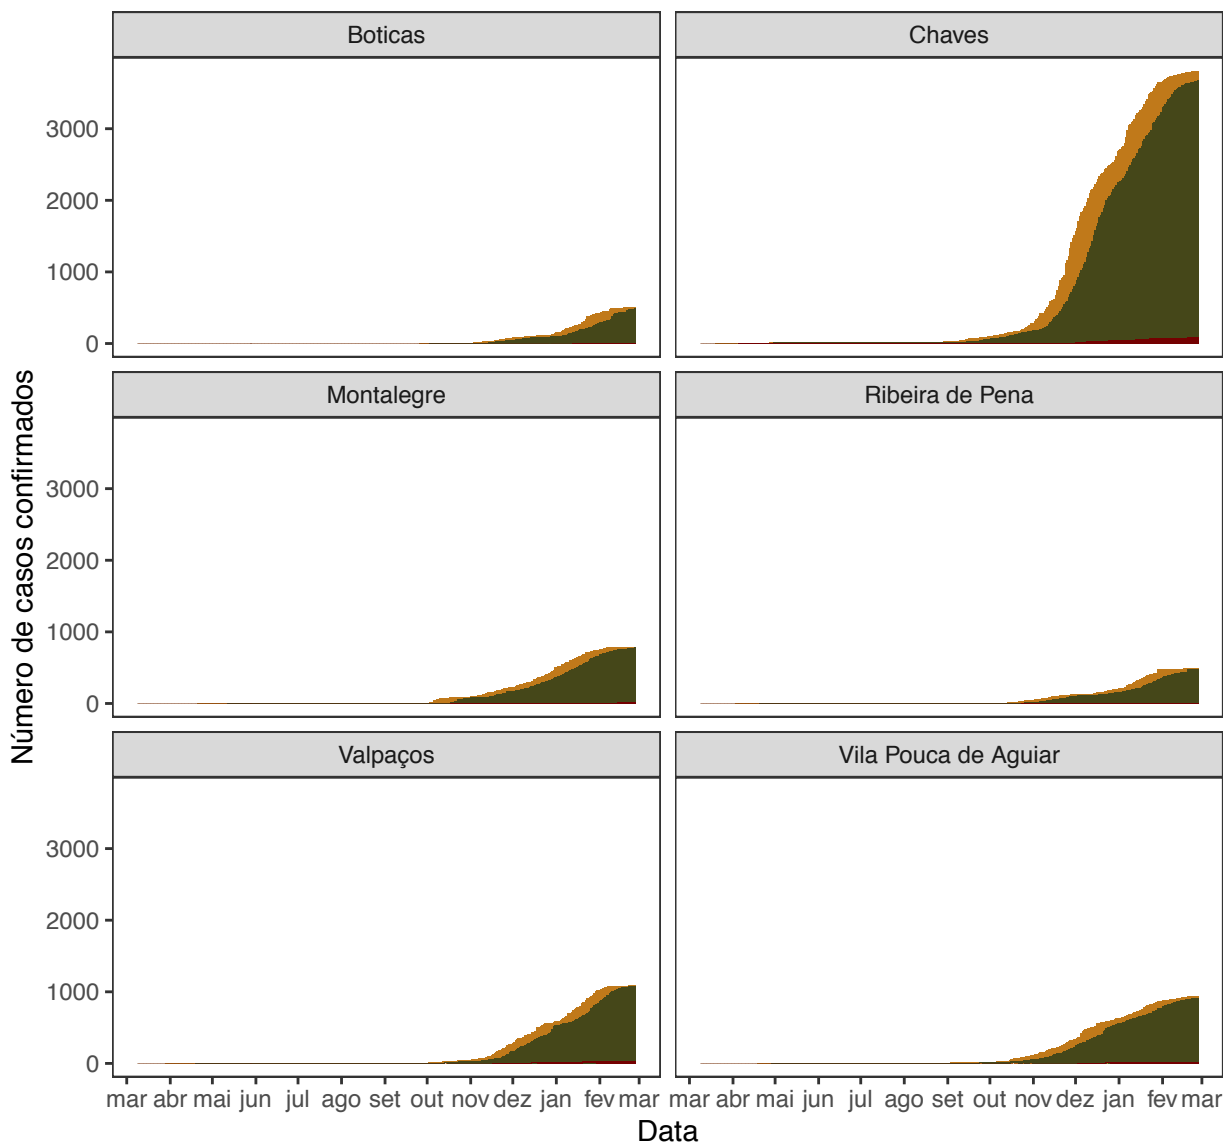 Boticas
Chaves
3000
2000
1000
0
Montalegre
Ribeira de Pena
3000
2000
1000
0
Valpaços
Vila Pouca de Aguiar
3000
2000
1000
0
mar abr mai jun jul ago set out nov dez jan fev mar
mar abr mai jun jul ago set out nov dez jan fev mar
Data
Número de casos confirmados